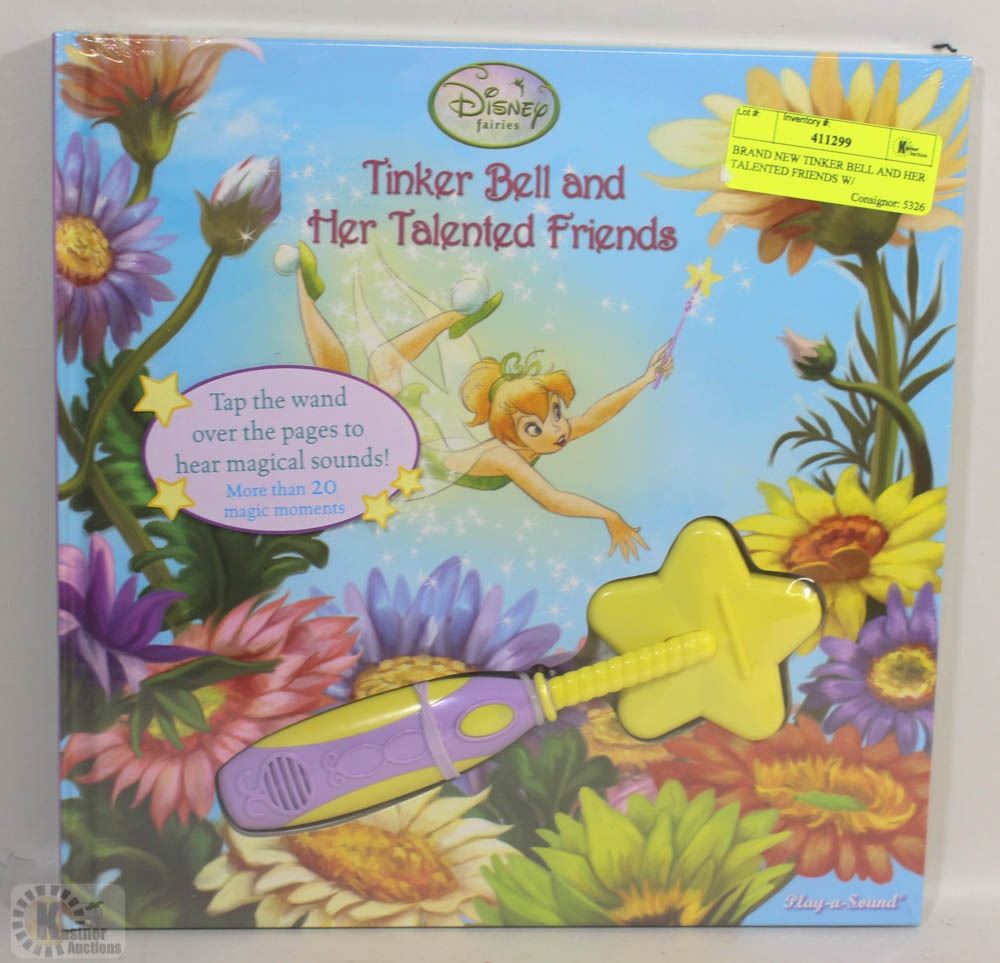 Disney
fairies
Tinker Bell and
Her Talented Friends
Lot #:
Inventory #:
411299
Kastner
Auctions
BRAND NEW TINKER BELL AND HER
TALENTED FRIENDS W/
Consignor: 5326
Tap the wand
over the pages to
hear magical sounds!
More than 20
magic moments
Play-a-Sound®
Kastner
Auctions